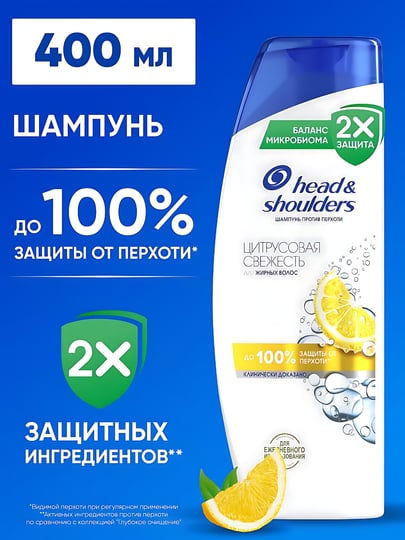 400 мл
ШАМПУНЬ
ДО 100%
ЗАЩИТЫ ОТ ПЕРХОТИ*
2X
ЗАЩИТНЫХ
ИНГРЕДИЕНТОВ**
*Видимой перхоти при регулярном применении
**Активных ингредиентов против перхоти
по сравнению с коллекцией "Глубокое очищение"
БАЛАНС
МИКРОБИОМА
2X
ЗАЩИТА
head&
shoulders
ШАМПУНЬ ПРОТИВ ПЕРХОТИ
ЦИТРУСОВАЯ
СВЕЖЕСТЬ
ДЛЯ ЖИРНЫХ ВОЛОС
ДО 100% ЗАЩИТЫ ОТ
ПЕРХОТИ*
КЛИНИЧЕСКИ ДОКАЗАНО
ДЛЯ
ЕЖЕДНЕВНОГО
ИСПОЛЬЗОВАНИЯ